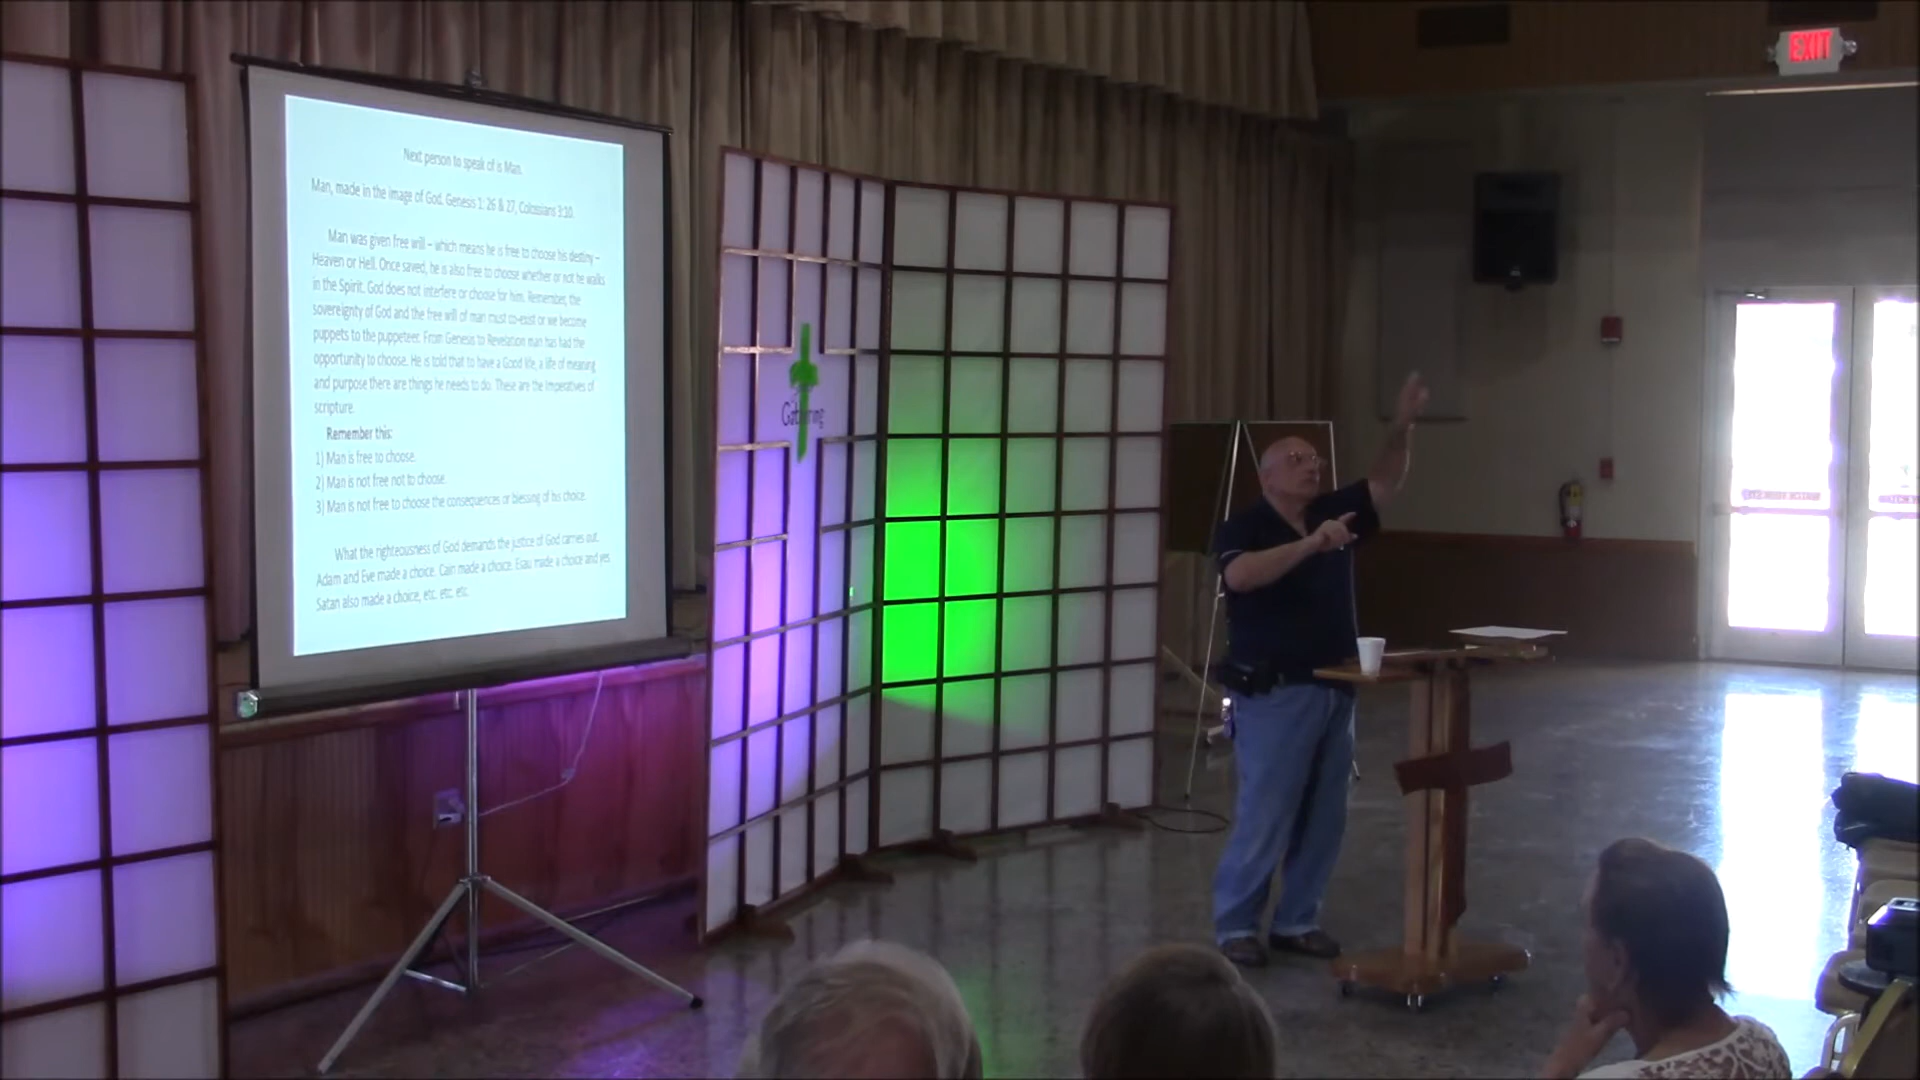 Next person to speak of is Man.
Man, made in the image of God. Genesis 1: 26 & 27, Colossians 3:10.
Man was given free will – which means he is free to choose his destiny –
Heaven or Hell. Once saved, he is also free to choose whether or not he walks
in the Spirit. God does not interfere or choose for him. Remember, the
sovereignty of God and the free will of man must co-exist or we become
puppets to the puppeteer. From Genesis to Revelation man has had the
opportunity to choose. He is told that to have a Good life, a life of meaning
and purpose there are things he needs to do. These are the Imperatives of
scripture.
Remember this:
1) Man is free to choose.
2) Man is not free not to choose
3) Man is not free to choose the consequences or blessing of his choice.
What the righteousness of God demands the justice of God carries out.
Adam and Eve made a choice. Cain made a choice. Esau made a choice and yes
Satan also made a choice, etc. etc. etc.
Gathering
EXIT